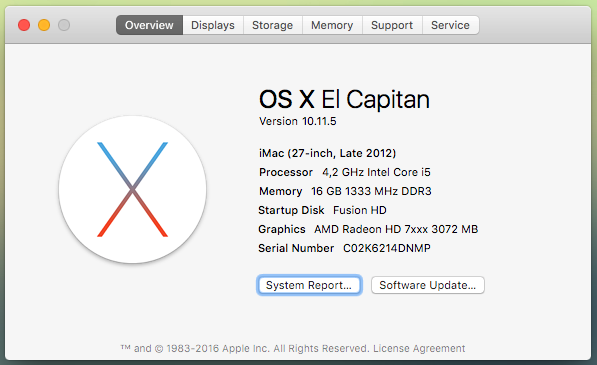 Overview Displays Storage Memory Support Service
OS X El Capitan
Version 10.11.5
iMac (27-inch, Late 2012)
Processor 4,2 GHz Intel Core i5
Memory 16 GB 1333 MHz DDR3
Startup Disk Fusion HD
Graphics AMD Radeon HD 7xxx 3072 MB
Serial Number C02K6214DNMP
System Report... Software Update...
™ and © 1983-2016 Apple Inc. All Rights Reserved. License Agreement